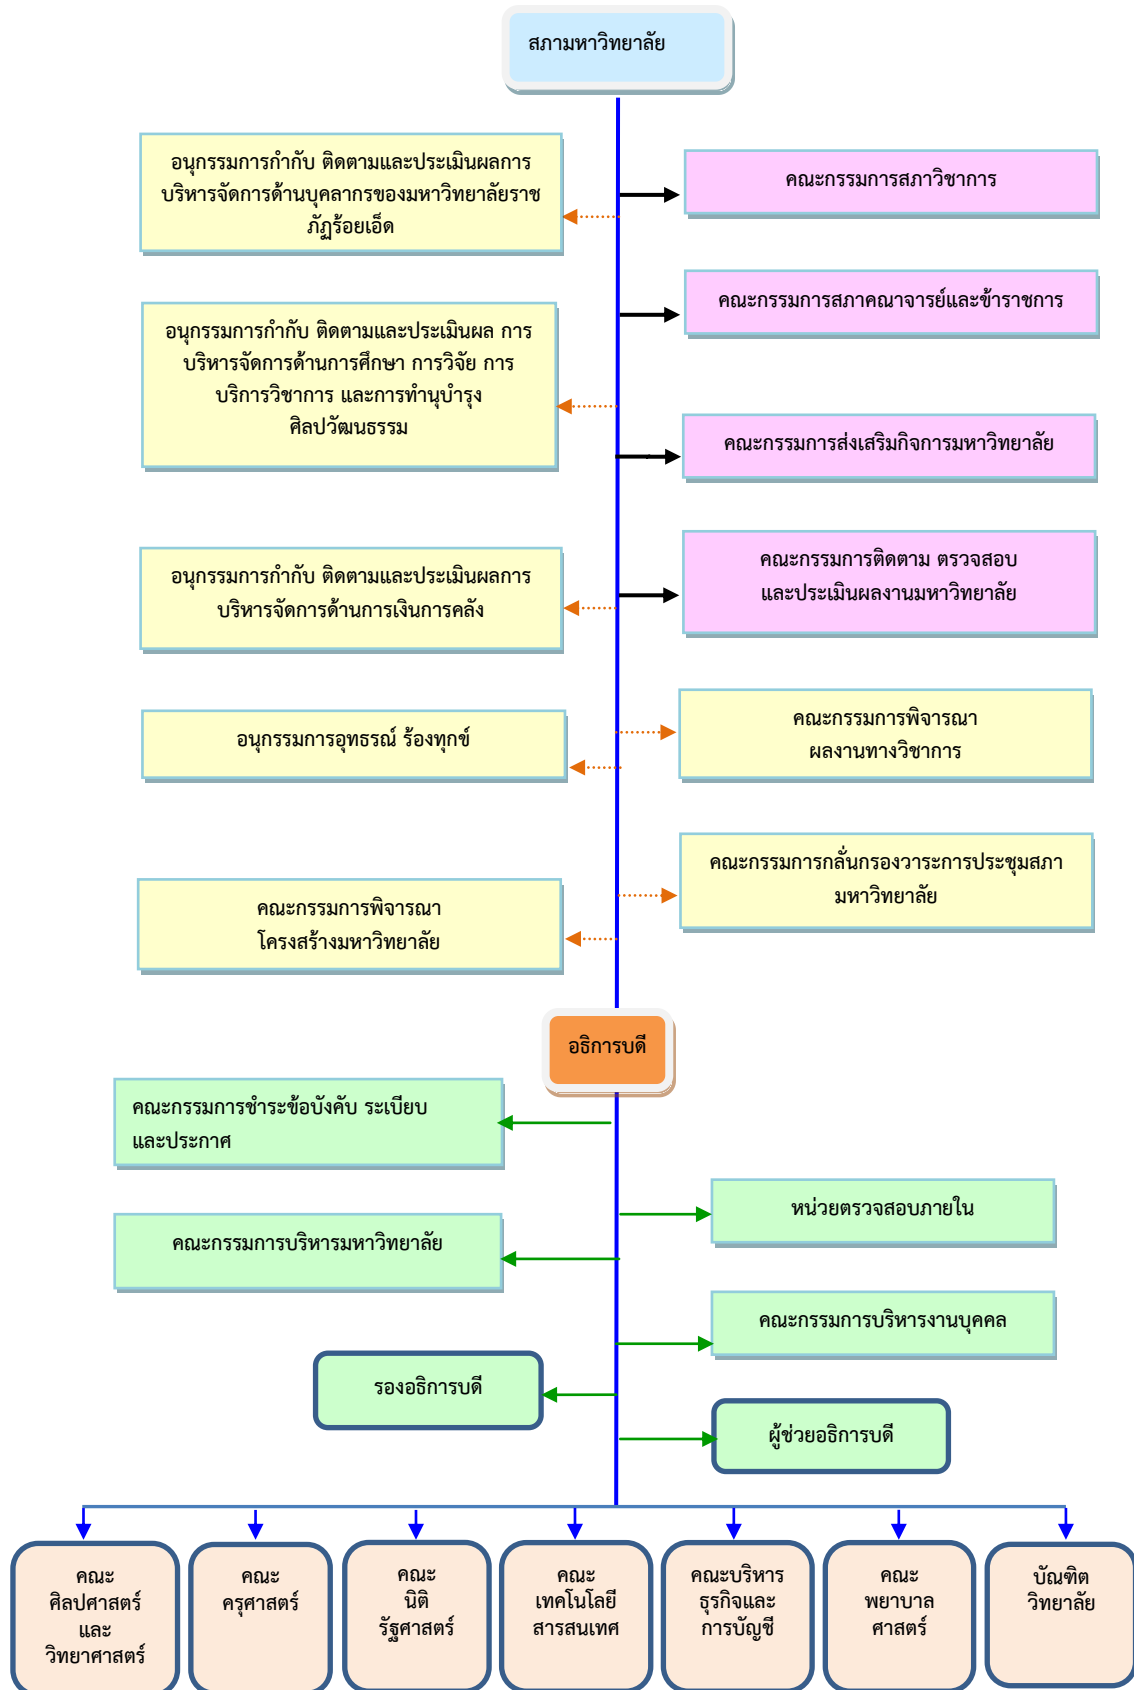 สภามหาวิทยาลัย
อนุกรรมการกำกับ ติดตามและประเมินผลการ
บริหารจัดการด้านบุคลากรของมหาวิทยาลัยราช
ภัฏร้อยเอ็ด
คณะกรรมการสภาวิชาการ
คณะกรรมการสภาคณาจารย์และข้าราชการ
อนุกรรมการกำกับ ติดตามและประเมินผล การ
บริหารจัดการด้านการศึกษา การวิจัย การ
บริการวิชาการ และการทำนุบำรุง
ศิลปวัฒนธรรม
คณะกรรมการส่งเสริมกิจการมหาวิทยาลัย
คณะกรรมการติดตาม ตรวจสอบ
และประเมินผลงานมหาวิทยาลัย
อนุกรรมการกำกับ ติดตามและประเมินผลการ
บริหารจัดการด้านการเงินการคลัง
คณะกรรมการพิจารณา
ผลงานทางวิชาการ
อนุกรรมการอุทธรณ์ ร้องทุกข์
คณะกรรมการกลั่นกรองวาระการประชุมสภา
มหาวิทยาลัย
คณะกรรมการพิจารณา
โครงสร้างมหาวิทยาลัย
อธิการบดี
คณะกรรมการชำระข้อบังคับ ระเบียบ
และประกาศ
หน่วยตรวจสอบภายใน
คณะกรรมการบริหารมหาวิทยาลัย
คณะกรรมการบริหารงานบุคคล
รองอธิการบดี
ผู้ช่วยอธิการบดี
คณะ
ศิลปศาสตร์
และ
วิทยาศาสตร์
คณะ
ครุศาสตร์
คณะ
นิติ
รัฐศาสตร์
คณะ
เทคโนโลยี
สารสนเทศ
คณะบริหาร
ธุรกิจและ
การบัญชี
คณะ
พยาบาล
ศาสตร์
บัณฑิต
วิทยาลัย